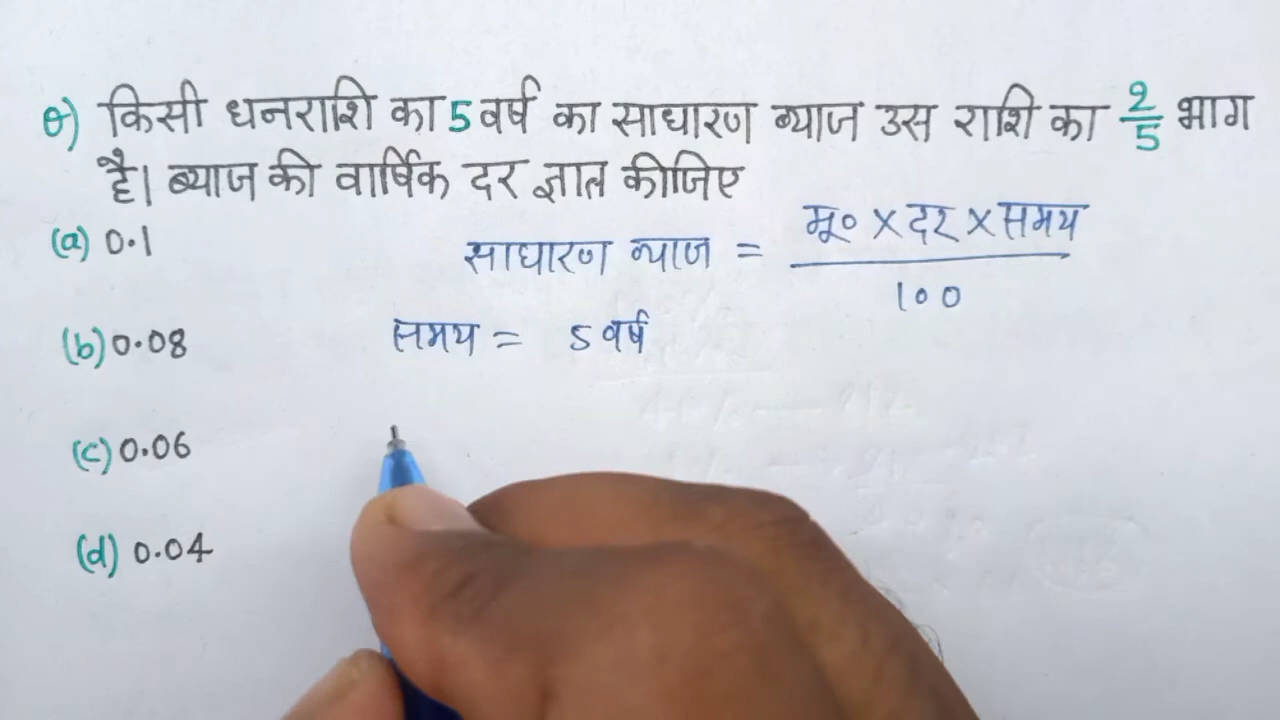 Q) किसी धनराशि का 5 वर्ष का साधारण ब्याज उस राशि का 2/5 भाग
है। ब्याज की वार्षिक दर ज्ञात कीजिए
(a) 0.1
साधारण ब्याज = मू० × दर × समय / 100
(b) 0.08
समय = 5 वर्ष
(c) 0.06
(d) 0.04